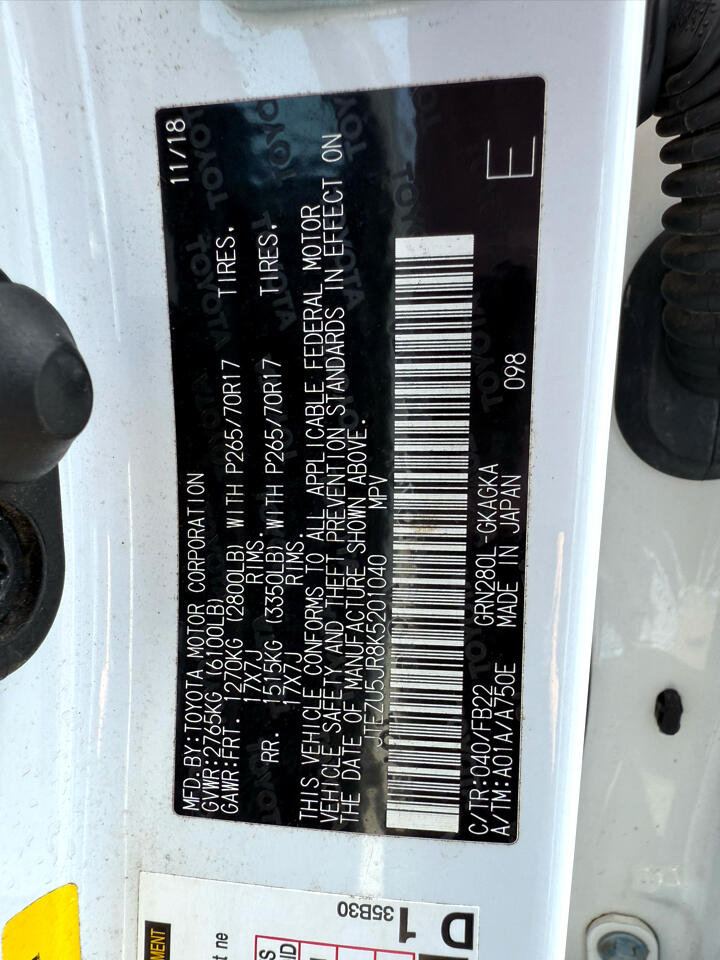 MFD.BY:TOYOTA MOTOR CORPORATION 11/18
GVWR:2765KG (6100LB)
GAWR:FRT. 1270KG (2800LB) WITH P265/70R17 TIRES,
17X7J RIMS.
RR. 1515KG (3350LB) WITH P265/70R17 TIRES,
17X7J RIMS.
THIS VEHICLE CONFORMS TO ALL APPLICABLE FEDERAL MOTOR
VEHICLE SAFETY AND THEFT PREVENTION STANDARDS IN EFFECT ON
THE DATE OF MANUFACTURE SHOWN ABOVE.
JTEZU5JR8K5201040 MPV
C/TR:040/FB22 GRN280L-GKAGKA 098
A/TM:A01A/A750E MADE IN JAPAN
E
D 1
35B30